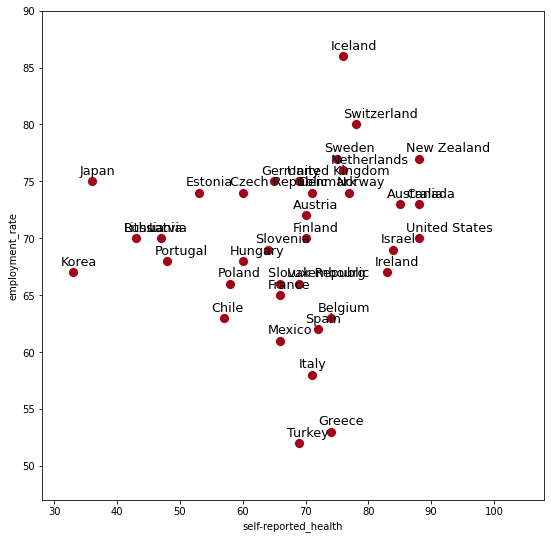 90
Iceland
85
Switzerland
80
Sweden
New Zealand
Netherlands
Japan
Germany
United Kingdom
75
Estonia
Czech Republic
Denmark
Norway
Australia
Canada
Austria
Lithuania
Latvia
Finland
United States
70
Slovenia
Israel
Portugal
Hungary
Korea
Ireland
Poland
Slovak Republic
Luxembourg
65
France
Chile
Belgium
Spain
Mexico
60
Italy
55
Greece
Turkey
50
employment_rate
30 40 50 60 70 80 90 100
self-reported_health